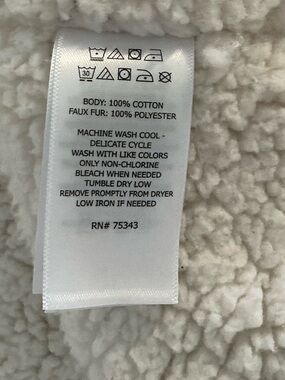 BODY: 100% COTTON
FAUX FUR: 100% POLYESTER
MACHINE WASH COOL -
DELICATE CYCLE
WASH WITH LIKE COLORS
ONLY NON-CHLORINE
BLEACH WHEN NEEDED
TUMBLE DRY LOW
REMOVE PROMPTLY FROM DRYER
LOW IRON IF NEEDED
RN# 75343